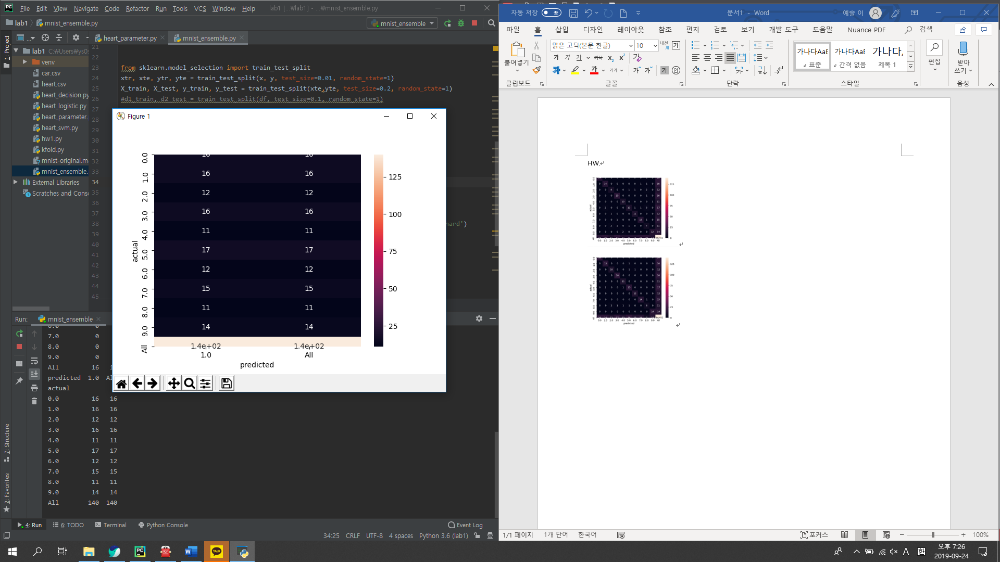 File Edit View Navigate Code Refactor Run Tools VCS Window Help lab1 [...₩lab1] - ...₩mnist_ensemble.py
lab1 mnist_ensemble.py
mnist_ensemble
1: Project
heart_parameter.py
mnist_ensemble.py
lab1 C:₩Users₩ys0
venv
car.csv
heart.csv
heart_decision.py
heart_logistic.py
heart_parameter.
heart_svm.py
hw1.py
kfold.py
mnist-original.m
mnist_ensemble.
External Libraries
Scratches and Cons
21
22
23 from sklearn.model_selection import train_test_split
24 xtr, xte, ytr, yte = train_test_split(x, y, test_size=0.01, random_state=1)
25 X_train, X_test, y_train, y_test = train_test_split(xte,yte, test_size=0.2, random_state=1)
26 #d1_train, d2_test = train_test_split(df, test_size=0.1, random_state=1)
27
28
29
30
31
32
33
34
35
36
37
38 ard')
39
40
41
42
43
44
45
Figure 1
actual
0.0
1.0 16 16
2.0 12 12
3.0 16 16
4.0 11 11
5.0 17 17
6.0 12 12
7.0 15 15
8.0 11 11
9.0 14 14
All 1.4e+02 1.4e+02
1.0 All
predicted
125
100
75
50
25
Run: mnist_ensemble
7.0 0
8.0 0
9.0 0
All 16
predicted 1.0
actual
0.0 16 16
1.0 16 16
2.0 12 12
3.0 16 16
4.0 11 11
5.0 17 17
6.0 12 12
7.0 15 15
8.0 11 11
9.0 14 14
All 140 140
7: Structure
2: Favorites
4: Run 6: TODO Terminal Python Console Event Log
34:25 CRLF UTF-8 4 spaces Python 3.6 (lab1)
자동 저장 끔 문서1 - Word 예슬 이
파일 홈 삽입 디자인 레이아웃 참조 편지 검토 보기 개발 도구 도움말 Nuance PDF 검색
붙여넣기
맑은 고딕(본문 한글) 10
가나다AaB 가나다AaB 가나다
표준 간격 없음 제목 1
편집
받아
쓰기
클립보드 글꼴 단락 스타일 음성
HW
actual
predicted
actual
predicted
1/1 페이지 1개 단어 한국어 포커스 100%
TALK
A 한
오후 7:26
2019-09-24